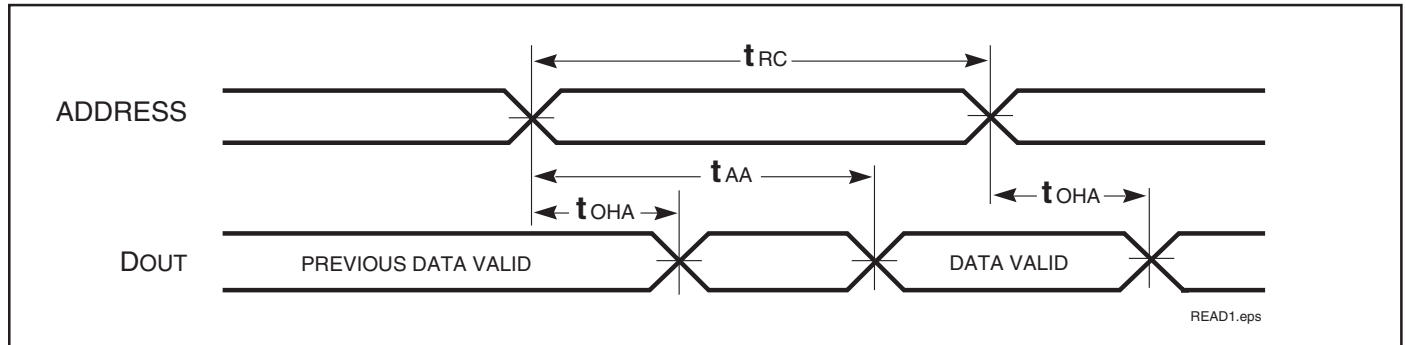 tRC
ADDRESS
tAA
tOHA
tOHA
DOUT
PREVIOUS DATA VALID
DATA VALID
READ1.eps